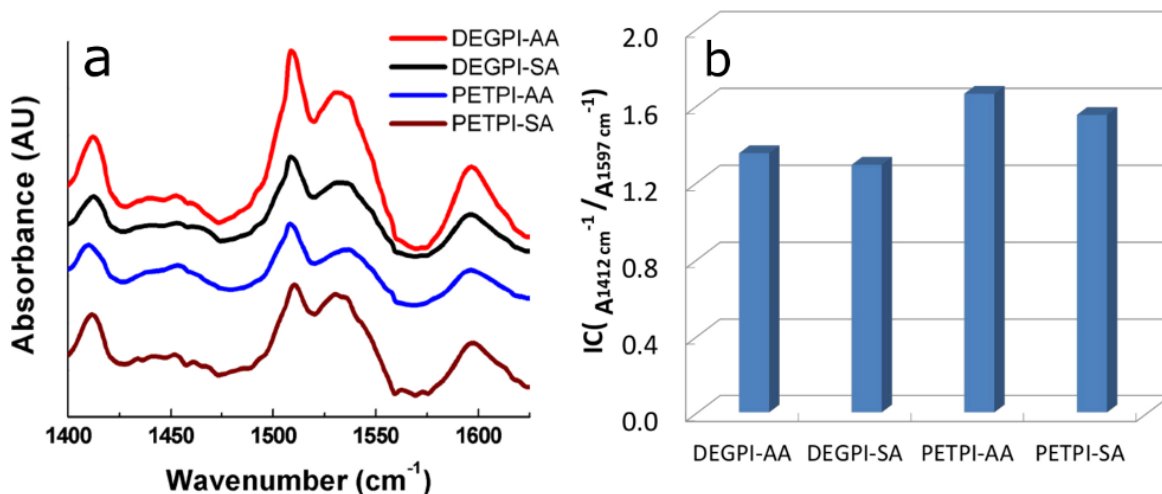 a
DEGPI-AA
DEGPI-SA
PETPI-AA
PETPI-SA
Absorbance (AU)
1400 1450 1500 1550 1600
Wavenumber (cm⁻¹)
b
IC( A1412 cm⁻¹ /A1597 cm⁻¹)
2.0
1.6
1.2
0.8
0.4
0.0
DEGPI-AA DEGPI-SA PETPI-AA PETPI-SA